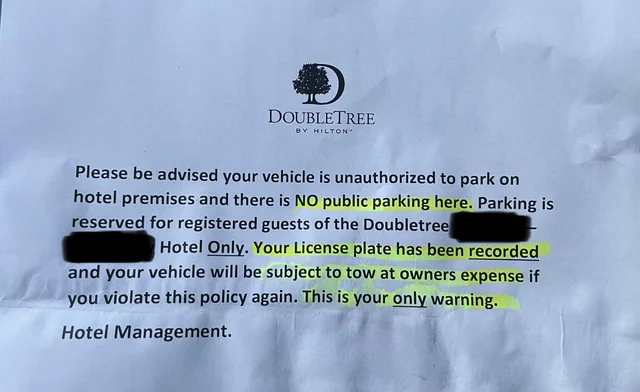 D
DOUBLETREE
BY HILTON™
Please be advised your vehicle is unauthorized to park on
hotel premises and there is NO public parking here. Parking is
reserved for registered guests of the Doubletree -
Hotel Only. Your License plate has been recorded
and your vehicle will be subject to tow at owners expense if
you violate this policy again. This is your only warning.
Hotel Management.